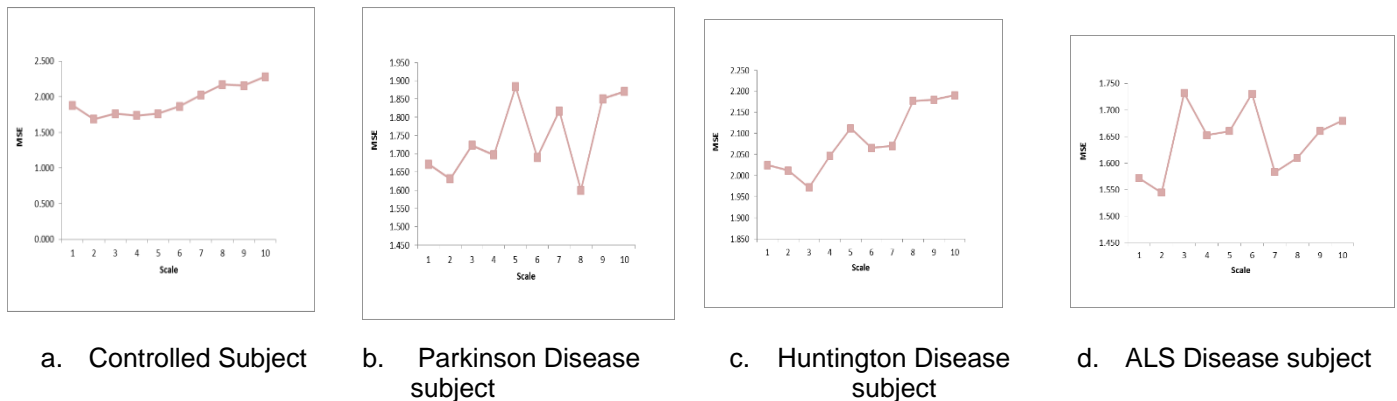 2.500
2.000
1.500
1.000
0.500
0.000
MSE
1 2 3 4 5 6 7 8 9 10
Scale
1.950
1.900
1.850
1.800
1.750
1.700
1.650
1.600
1.550
1.500
1.450
MSE
1 2 3 4 5 6 7 8 9 10
Scale
2.250
2.200
2.150
2.100
2.050
2.000
1.950
1.900
1.850
MSE
1 2 3 4 5 6 7 8 9 10
Scale
1.750
1.700
1.650
1.600
1.550
1.500
1.450
MSE
1 2 3 4 5 6 7 8 9 10
Scale
a. Controlled Subject
b. Parkinson Disease
subject
c. Huntington Disease
subject
d. ALS Disease subject